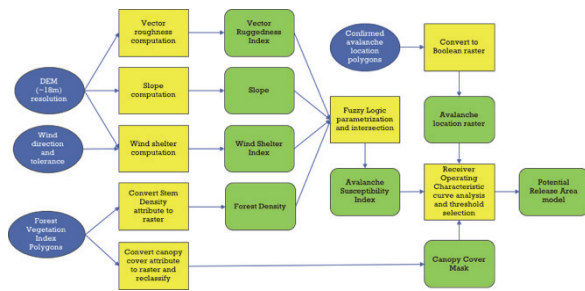 Vector
roughness computation
Vector
Ruggedness
Index
Confirmed
avalanche
location
polygons
Convert to
Boolean raster
DEM
(~18m)
resolution
Slope
computation
Slope
Fuzzy Logic
parametrization
and intersection
Avalanche
location raster
Wind
direction
and
tolerance
Wind shelter
computation
Wind Shelter
Index
Convert Stem
Density
attribute to
raster
Forest Density
Avalanche
Susceptibility
Index
Receiver
Operating
Characteristic
curve analysis
and threshold
selection
Potential
Release Area
model
Forest
Vegetation
Index
Polygons
Convert canopy
cover attribute
to raster and
reclassify
Canopy Cover
Mask